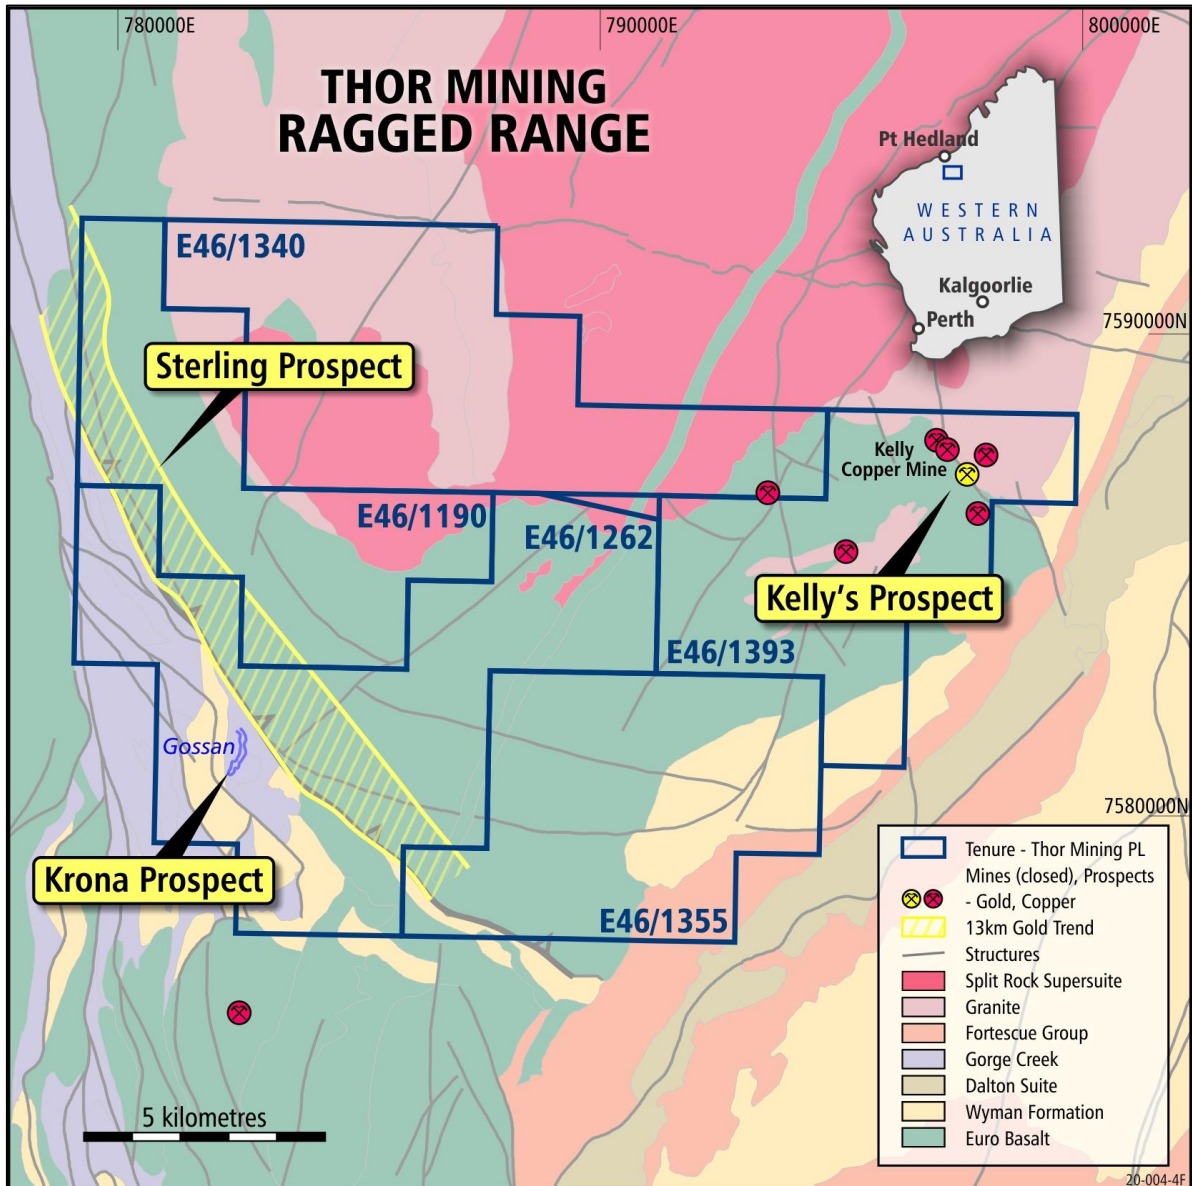 780000E
790000E
800000E
THOR MINING
RAGGED RANGE
Pt Hedland
WESTERN
AUSTRALIA
Kalgoorlie
Perth
7590000N
E46/1340
Sterling Prospect
Kelly
Copper Mine
E46/1190
E46/1262
Kelly's Prospect
E46/1393
Gossan
7580000N
Krona Prospect
E46/1355
Tenure - Thor Mining PL
Mines (closed), Prospects
- Gold, Copper
13km Gold Trend
Structures
Split Rock Supersuite
Granite
Fortescue Group
Gorge Creek
Dalton Suite
Wyman Formation
Euro Basalt
5 kilometres
20-004-4F